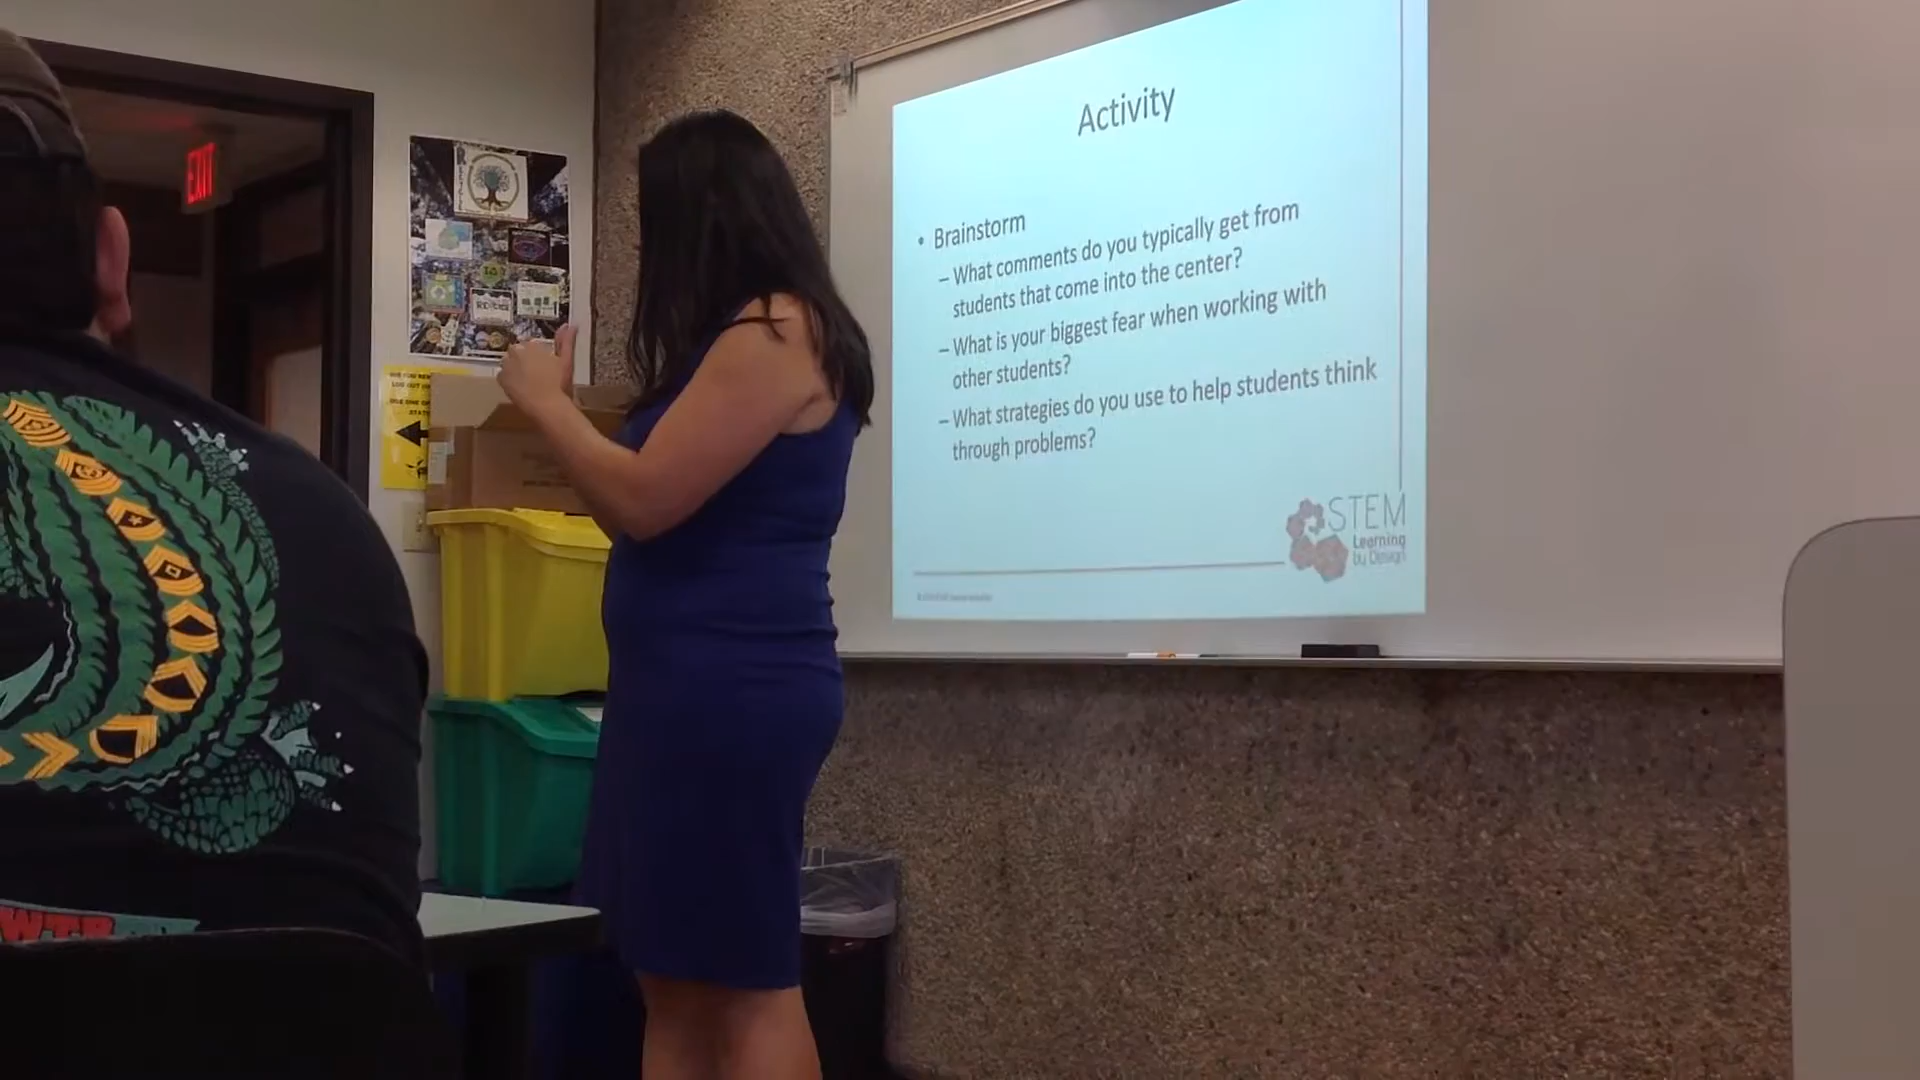 EXIT
Activity
• Brainstorm
– What comments do you typically get from
students that come into the center?
– What is your biggest fear when working with
other students?
– What strategies do you use to help students think
through problems?
STEM
Learning
by Design
LOG OUT